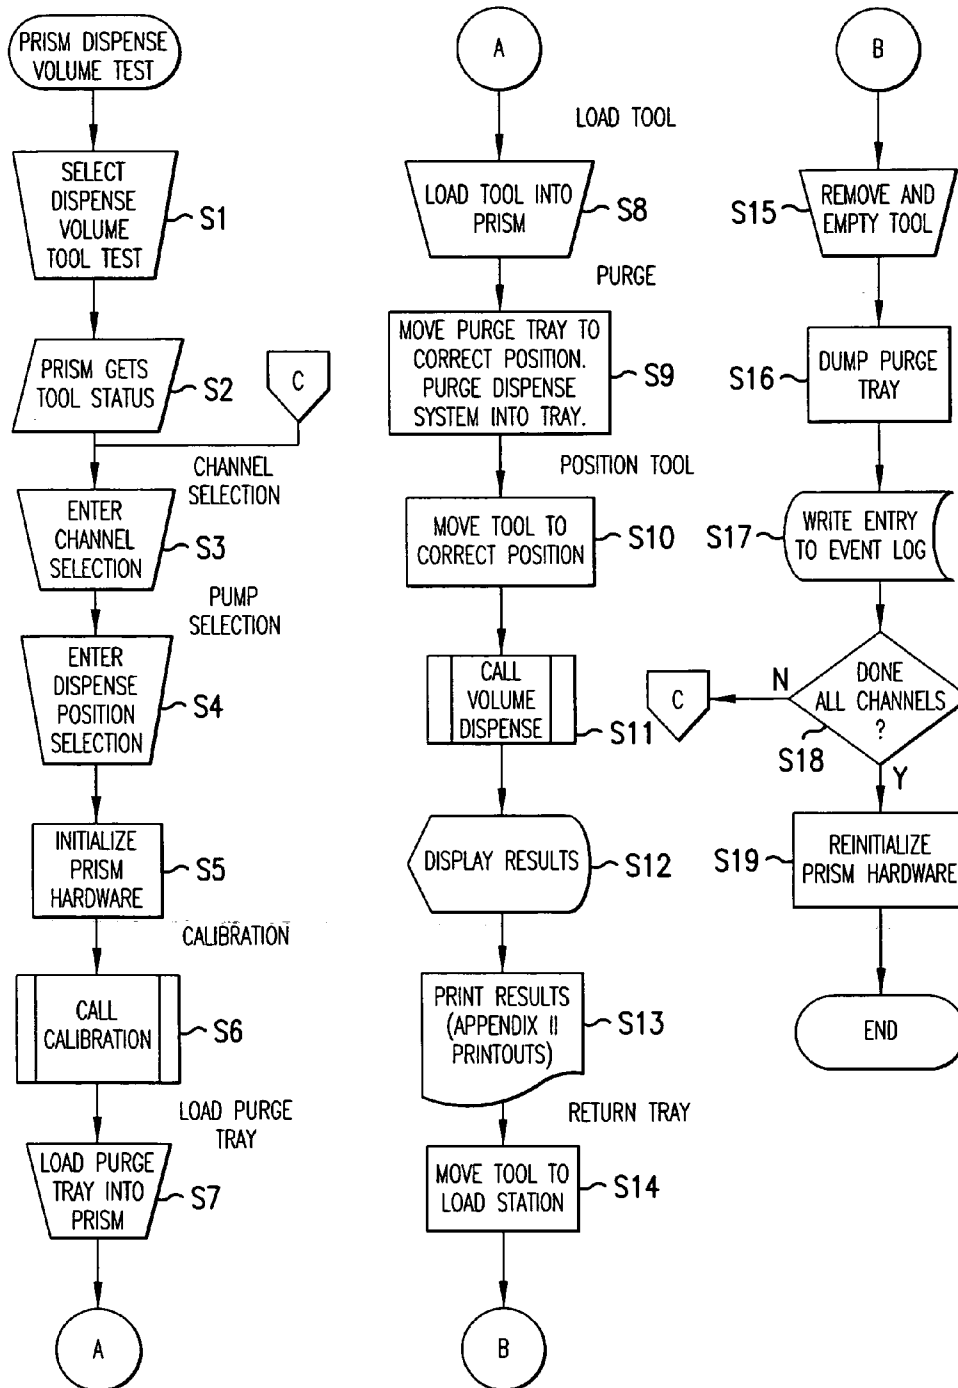 PRISM DISPENSE
VOLUME TEST
SELECT
DISPENSE
VOLUME
TOOL TEST
S1
PRISM GETS
TOOL STATUS
S2
C
CHANNEL
SELECTION
ENTER
CHANNEL
SELECTION
S3
PUMP
SELECTION
ENTER
DISPENSE
POSITION
SELECTION
S4
INITIALIZE
PRISM
HARDWARE
S5
CALIBRATION
CALL
CALIBRATION
S6
LOAD PURGE
TRAY
LOAD PURGE
TRAY INTO
PRISM
S7
A
A
LOAD TOOL
LOAD TOOL INTO
PRISM
S8
PURGE
MOVE PURGE TRAY TO
CORRECT POSITION.
PURGE DISPENSE
SYSTEM INTO TRAY.
S9
POSITION TOOL
MOVE TOOL TO
CORRECT POSITION
S10
CALL
VOLUME
DISPENSE
S11
DISPLAY RESULTS
S12
PRINT RESULTS
(APPENDIX II
PRINTOUTS)
S13
RETURN TRAY
MOVE TOOL TO
LOAD STATION
S14
B
B
S15
REMOVE AND
EMPTY TOOL
S16
DUMP PURGE
TRAY
S17
WRITE ENTRY
TO EVENT LOG
DONE
ALL CHANNELS
?
N
C
S18
Y
S19
REINITIALIZE
PRISM HARDWARE
END